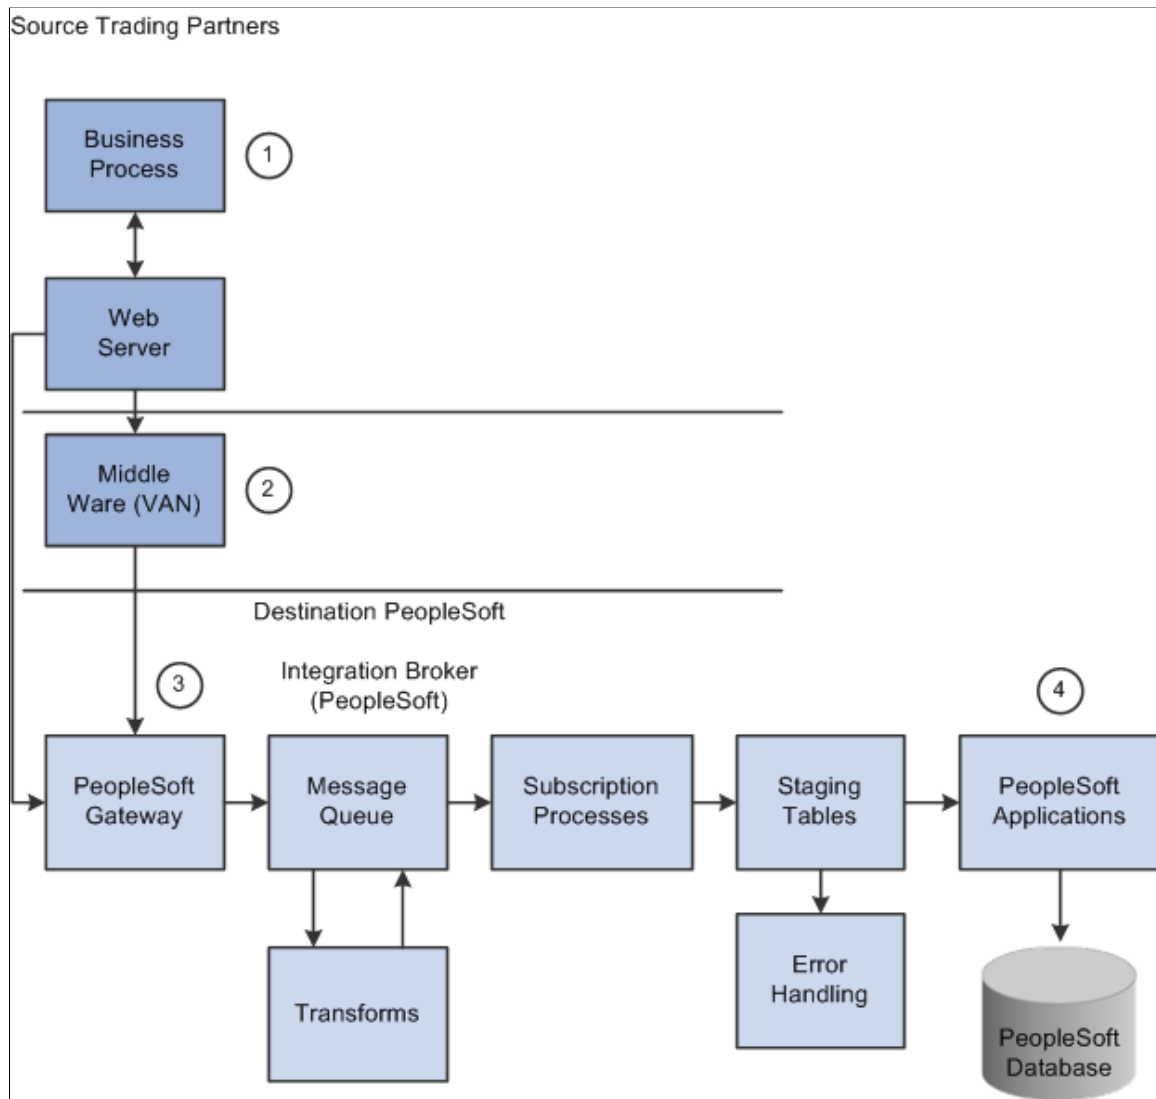 Source Trading Partners
Business
Process
1
Web
Server
Middle
Ware (VAN)
2
Destination PeopleSoft
Integration Broker
(PeopleSoft)
3
4
PeopleSoft
Gateway
Message
Queue
Subscription
Processes
Staging
Tables
PeopleSoft
Applications
Transforms
Error
Handling
PeopleSoft
Database